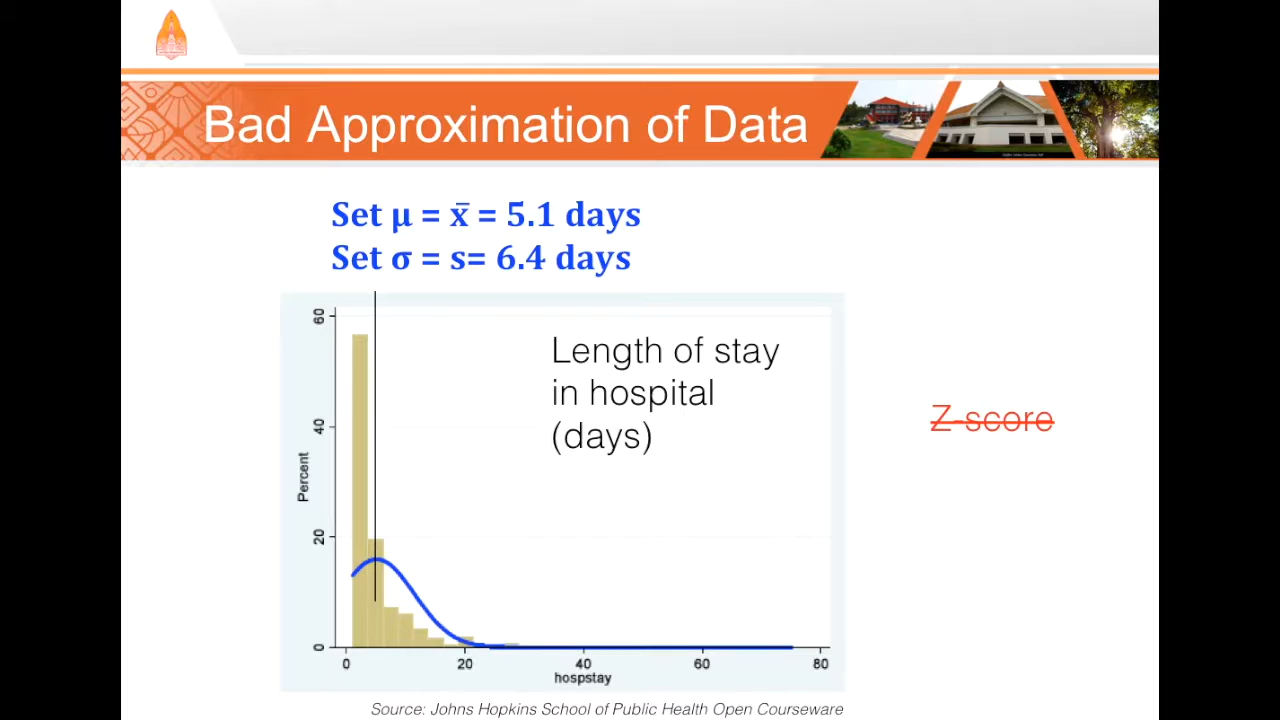 Bad Approximation of Data
Set μ = x̄ = 5.1 days
Set σ = s= 6.4 days
Length of stay
in hospital
(days)
Z-score
60
40
20
0
Percent
0 20 40 60 80
hospstay
Source: Johns Hopkins School of Public Health Open Courseware